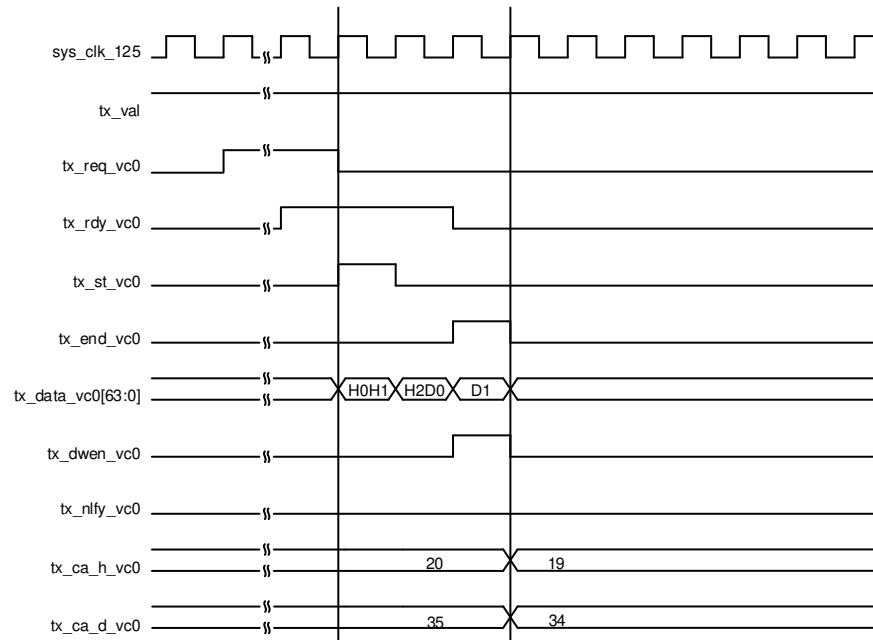 sys_clk_125
tx_val
tx_req_vc0
tx_rdy_vc0
tx_st_vc0
tx_end_vc0
tx_data_vc0[63:0] H0H1 H2D0 D1
tx_dwen_vc0
tx_nlfy_vc0
tx_ca_h_vc0 20 19
tx_ca_d_vc0 35 34